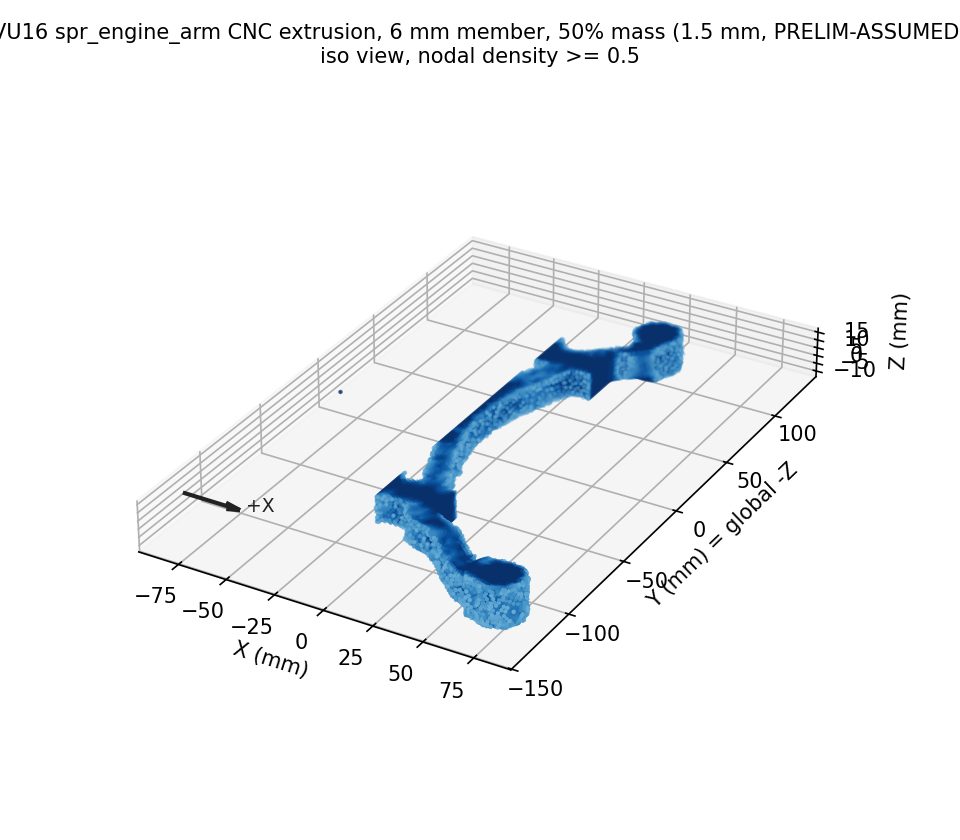 VU16 spr_engine_arm CNC extrusion, 6 mm member, 50% mass (1.5 mm, PRELIM-ASSUMED
iso view, nodal density >= 0.5
+X
−75
−50
−25
0
25
50
75
X (mm)
−150
−100
−50
0
50
100
Y (mm) = global -Z
15
10
−10
Z (mm)